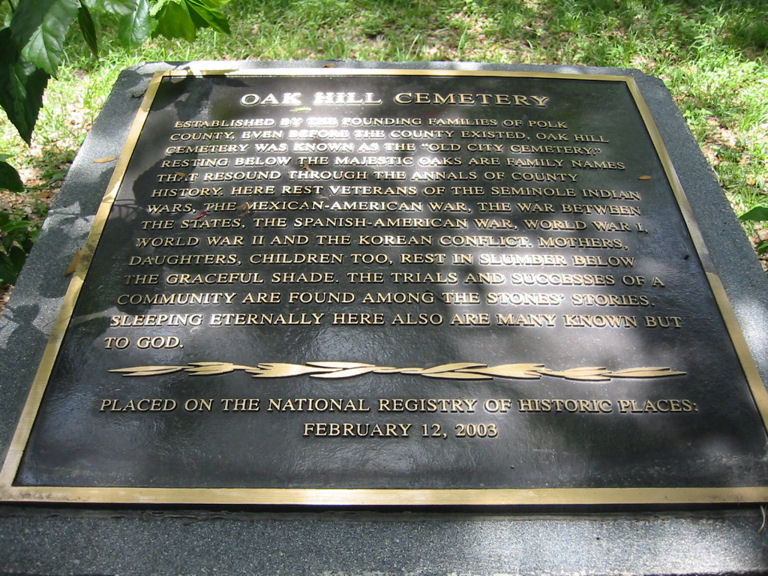 OAK HILL CEMETERY
ESTABLISHED BY THE FOUNDING FAMILIES OF POLK
COUNTY, EVEN BEFORE THE COUNTY EXISTED, OAK HILL
CEMETERY WAS KNOWN AS THE "OLD CITY CEMETERY."
RESTING BELOW THE MAJESTIC OAKS ARE FAMILY NAMES
THAT RESOUND THROUGH THE ANNALS OF COUNTY
HISTORY. HERE REST VETERANS OF THE SEMINOLE INDIAN
WARS, THE MEXICAN-AMERICAN WAR, THE WAR BETWEEN
THE STATES, THE SPANISH-AMERICAN WAR, WORLD WAR I,
WORLD WAR II AND THE KOREAN CONFLICT. MOTHERS,
DAUGHTERS, CHILDREN TOO, REST IN SLUMBER BELOW
THE GRACEFUL SHADE. THE TRIALS AND SUCCESSES OF A
COMMUNITY ARE FOUND AMONG THE STONES' STORIES.
SLEEPING ETERNALLY HERE ALSO ARE MANY KNOWN BUT
TO GOD.
PLACED ON THE NATIONAL REGISTRY OF HISTORIC PLACES:
FEBRUARY 12, 2003